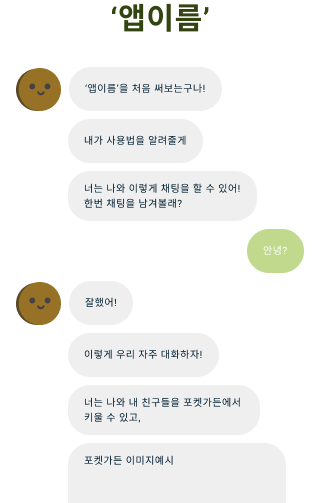 ‘앱이름’
‘앱이름’을 처음 써보는구나!
내가 사용법을 알려줄게
너는 나와 이렇게 채팅을 할 수 있어!
한번 채팅을 남겨볼래?
안녕?
잘했어!
이렇게 우리 자주 대화하자!
너는 나와 내 친구들을 포켓가든에서
키울 수 있고,
포켓가든 이미지예시